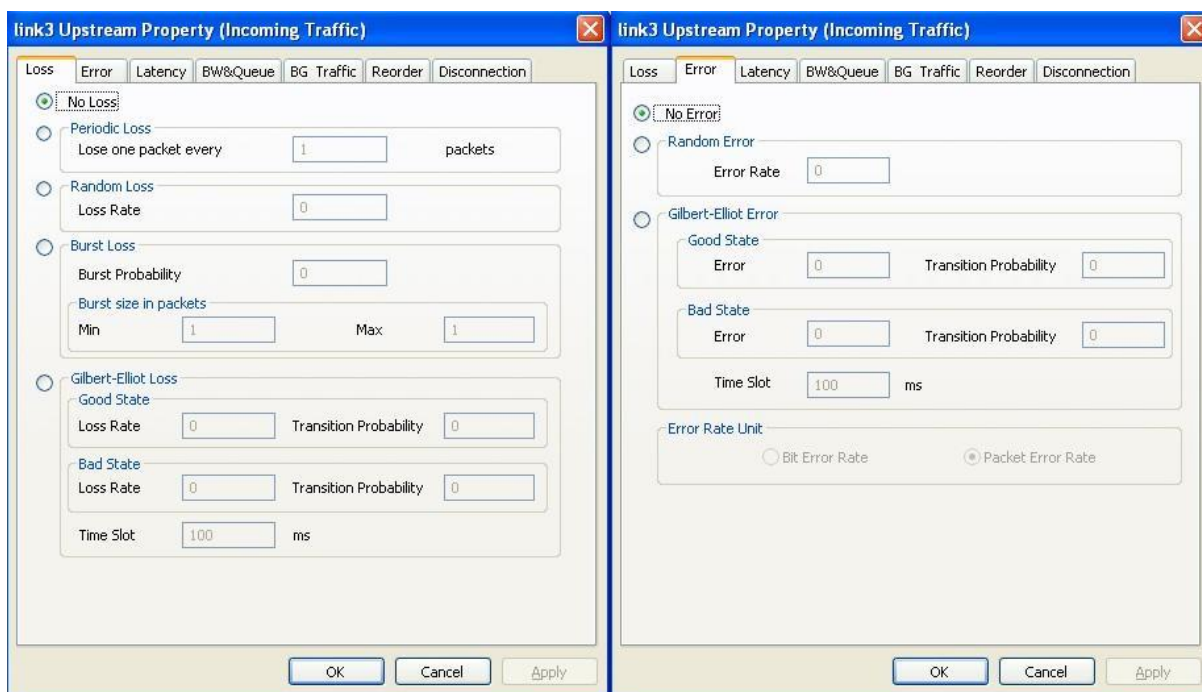 link3 Upstream Property (Incoming Traffic)
Loss Error Latency BW&Queue BG Traffic Reorder Disconnection
No Loss
Periodic Loss
Lose one packet every 1 packets
Random Loss
Loss Rate 0
Burst Loss
Burst Probability 0
Burst size in packets
Min 1 Max 1
Gilbert-Elliot Loss
Good State
Loss Rate 0 Transition Probability 0
Bad State
Loss Rate 0 Transition Probability 0
Time Slot 100 ms
OK Cancel Apply
link3 Upstream Property (Incoming Traffic)
Loss Error Latency BW&Queue BG Traffic Reorder Disconnection
No Error
Random Error
Error Rate 0
Gilbert-Elliot Error
Good State
Error 0 Transition Probability 0
Bad State
Error 0 Transition Probability 0
Time Slot 100 ms
Error Rate Unit
Bit Error Rate Packet Error Rate
OK Cancel Apply